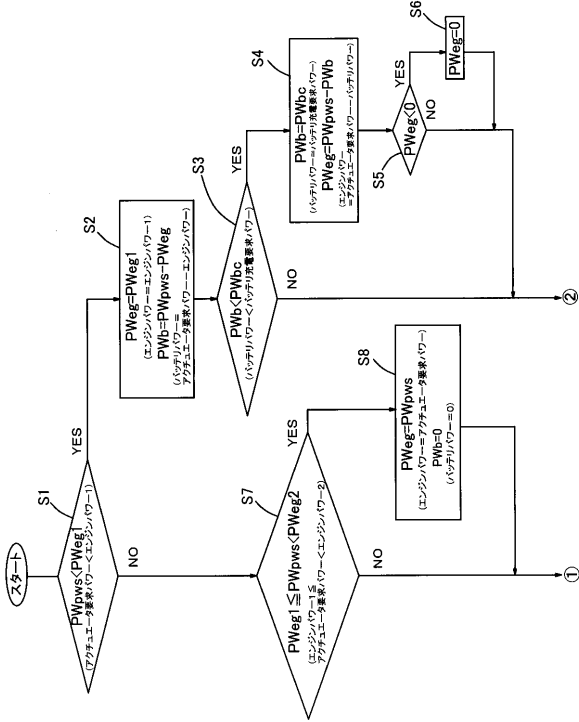 スタート
S1
PWpws<PWeg1
(アクチュエータ要求パワー<エンジンパワー1)
YES
NO
S2
PWeg=PWeg1
(エンジンパワー=エンジンパワー1)
PWb=PWpws-PWeg
(バッテリパワー=
アクチュエータ要求パワー-エンジンパワー)
S3
PWb<PWbc
(バッテリパワー<バッテリ充電要求パワー)
YES
NO
S4
PWb=PWbc
(バッテリパワー=バッテリ充電要求パワー)
PWeg=PWpws-PWb
(エンジンパワー
=アクチュエータ要求パワー-バッテリパワー)
S5
PWeg<0
YES
NO
S6
PWeg=0
S7
PWeg1≦PWpws<PWeg2
(エンジンパワー1≦
アクチュエータ要求パワー<エンジンパワー2)
YES
NO
S8
PWeg=PWpws
(エンジンパワー=アクチュエータ要求パワー)
PWb=0
(バッテリパワー=0)
①
②